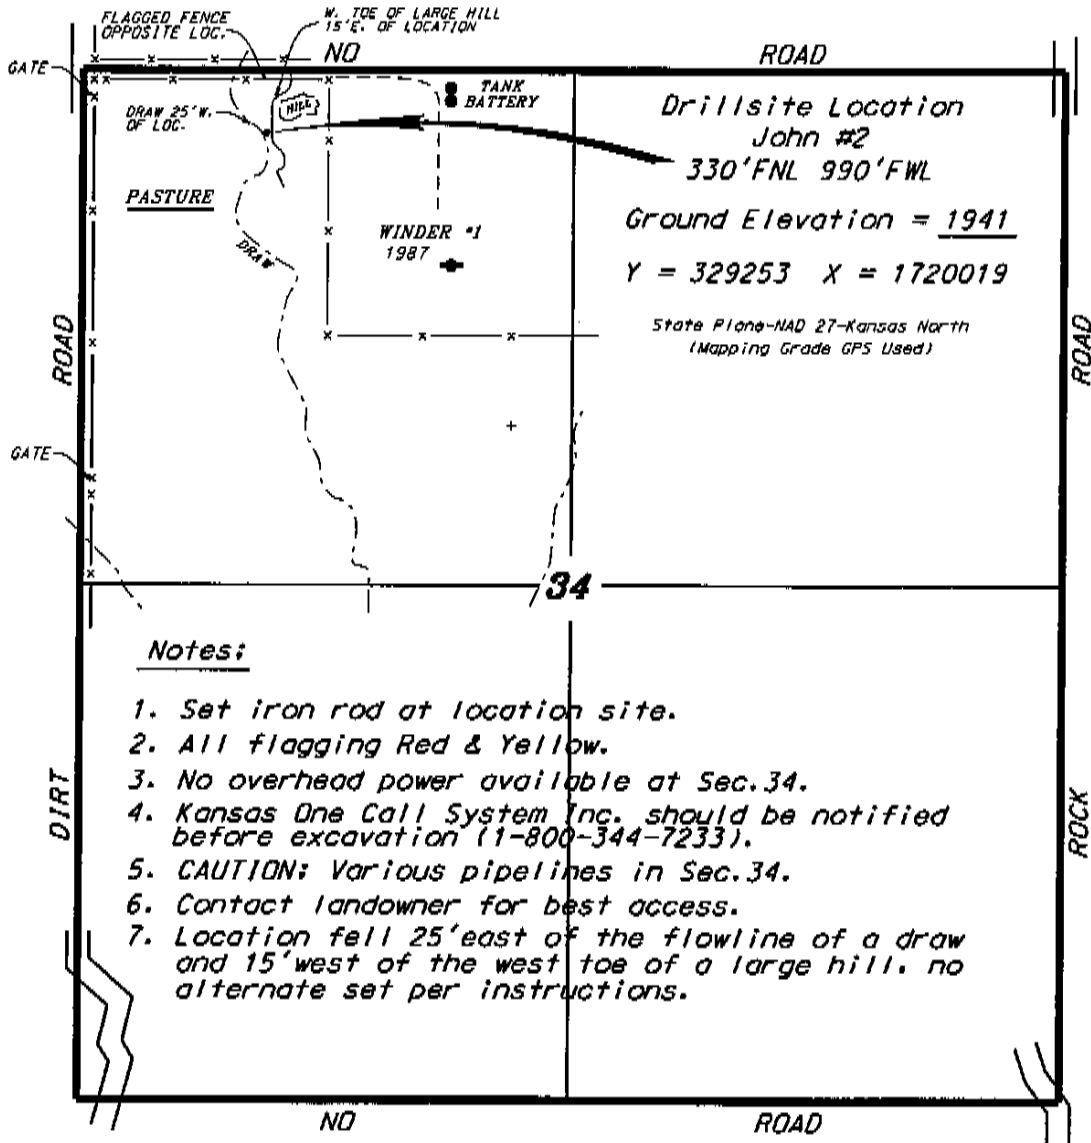 FLAGGED FENCE
OPPOSITE LOC.
W. TOE OF LARGE HILL
15'E. OF LOCATION
NO
ROAD
GATE
TANK
BATTERY
HILL
DRAW 25'W.
OF LOC.
Drillsite Location
John #2
330'FNL 990'FWL
PASTURE
Ground Elevation = 1941
WINDER #1
1987
DRAW
Y = 329253 X = 1720019
State Plane-NAD 27-Kansas North
(Mapping Grade GPS Used)
ROAD
ROAD
GATE
34
Notes:
1. Set iron rod at location site.
2. All flagging Red & Yellow.
3. No overhead power available at Sec.34.
4. Kansas One Call System Inc. should be notified
before excavation (1-800-344-7233).
5. CAUTION: Various pipelines in Sec.34.
6. Contact landowner for best access.
7. Location fell 25'east of the flowline of a draw
and 15'west of the west toe of a large hill. no
alternate set per instructions.
DIRT
ROCK
NO
ROAD